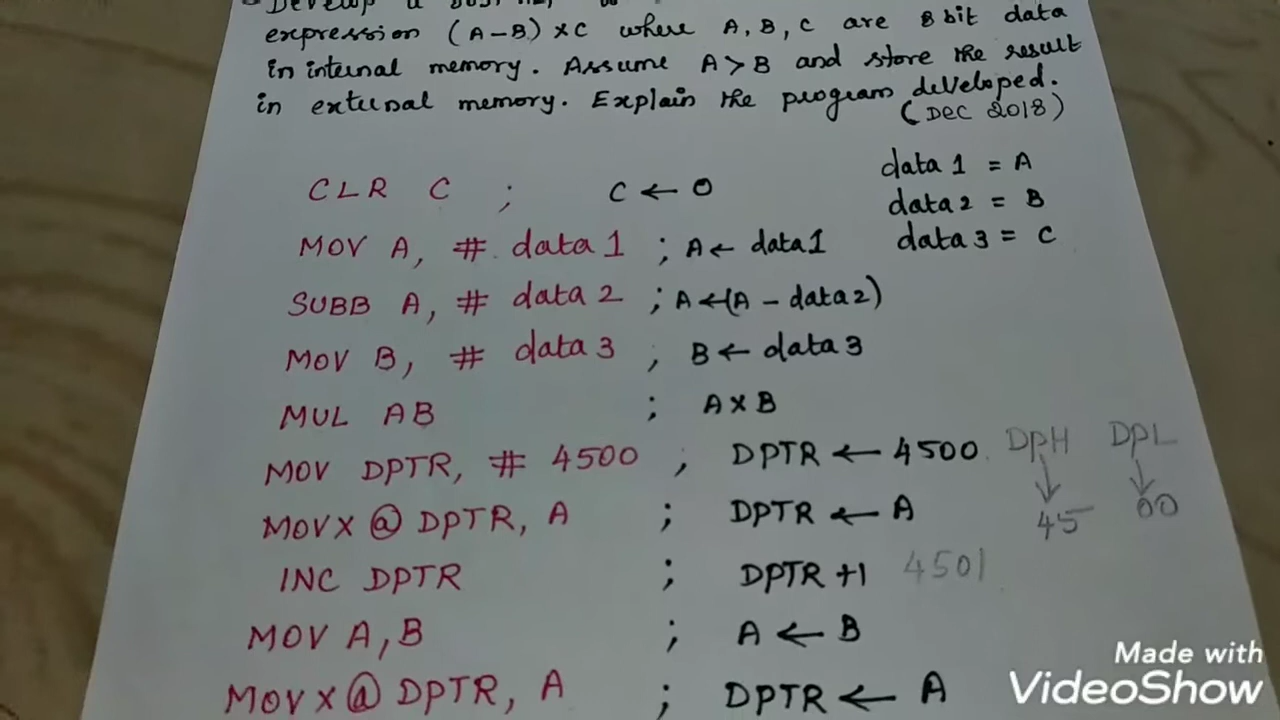 Develop a
expression (A-B) × C where A, B, C are 8 bit data
in internal memory. Assume A > B and store the result
in external memory. Explain the program developed.
(DEC 2018)
data 1 = A
data 2 = B
data 3 = C
CLR C ; C ← 0
MOV A, # data 1 ; A ← data 1
SUBB A, # data 2 ; A ← (A - data 2)
MOV B, # data 3 , B ← data 3
MUL AB ; A × B
MOV DPTR, # 4500 , DPTR ← 4500 DPH DPL
↓ ↓
45 00
MOVX @ DPTR, A ; DPTR ← A
INC DPTR ; DPTR +1 4501
MOV A, B ; A ← B
MOVX @ DPTR, A ; DPTR ← A
Made with
VideoShow